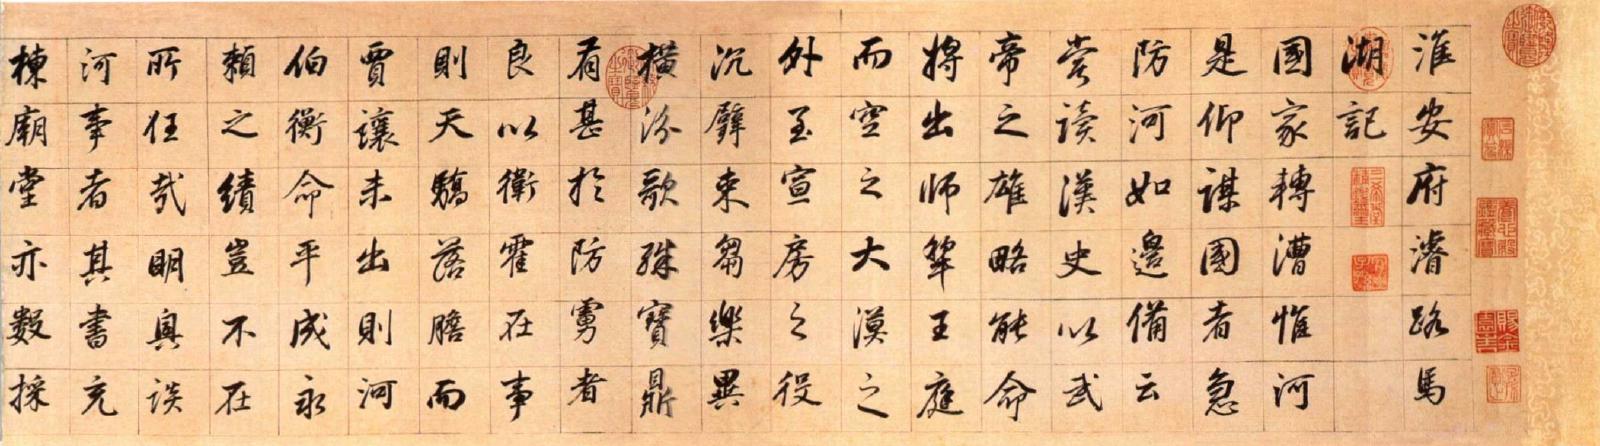 淮安府濬路馬
湖記
國家轉漕惟河
是仰謀國者急
防河如邊備云
嘗讀漢史以武
帝之雄略能命
將出師犂王庭
而空之大漠之
外至宣房之役
沉璧束芻樂異
橫汾歌殊寶鼎
有甚於防虜者
良以衛霍在事
則天驕落膽而
賈讓未出則河
伯衡命平成永
賴之績豈不在
所任哉明興談
河事者其書充
棟廟堂亦數採